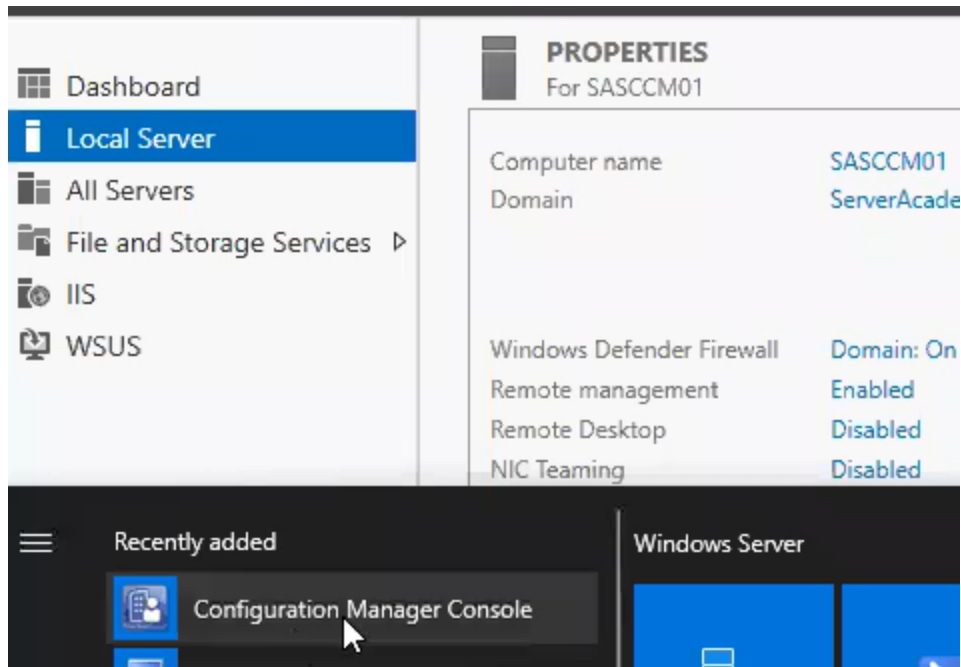 PROPERTIES
For SASCCM01
Dashboard
Local Server
All Servers
File and Storage Services
IIS
WSUS
Computer name SASCCM01
Domain ServerAcade
Windows Defender Firewall Domain: On
Remote management Enabled
Remote Desktop Disabled
NIC Teaming Disabled
Recently added
Configuration Manager Console
Windows Server